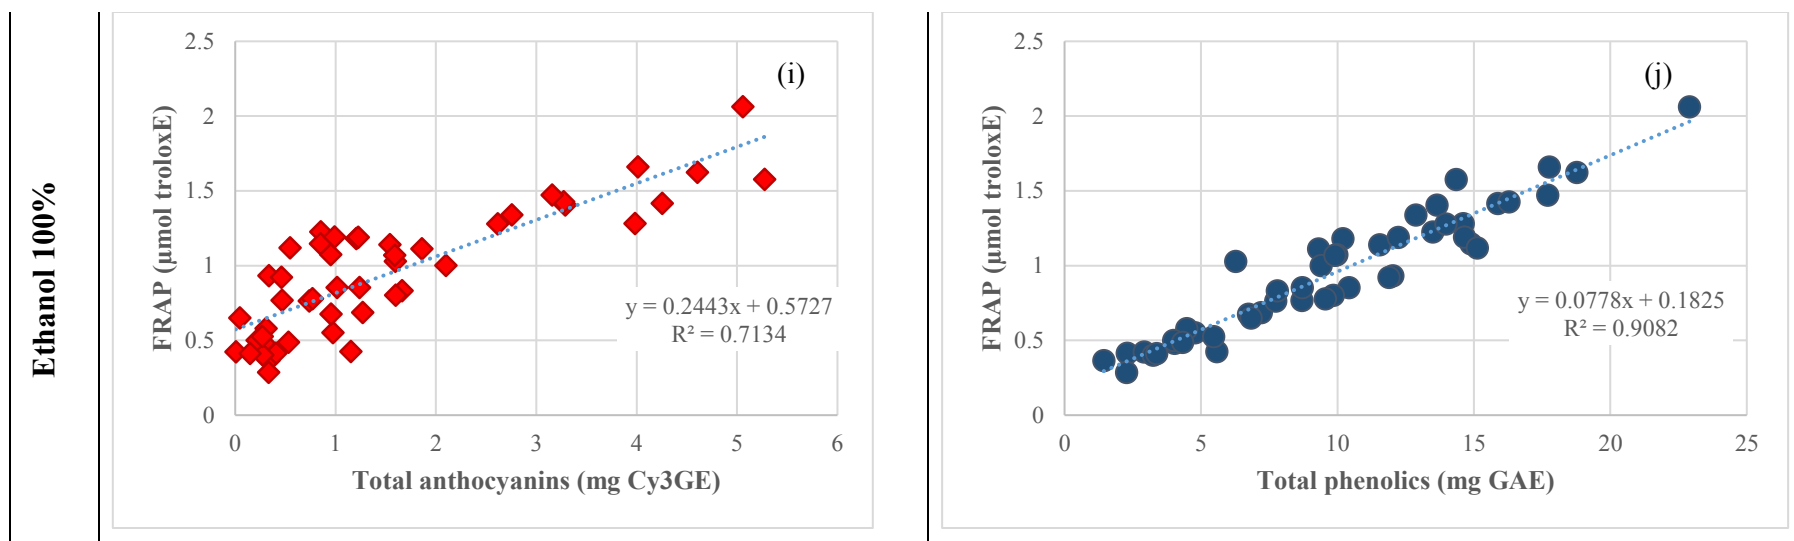 Ethanol 100%
(i)
FRAP (µmol troloxE)
2.5
2
1.5
1
0.5
0
y = 0.2443x + 0.5727
R² = 0.7134
0 1 2 3 4 5 6
Total anthocyanins (mg Cy3GE)
(j)
FRAP (µmol troloxE)
2.5
2
1.5
1
0.5
0
y = 0.0778x + 0.1825
R² = 0.9082
0 5 10 15 20 25
Total phenolics (mg GAE)